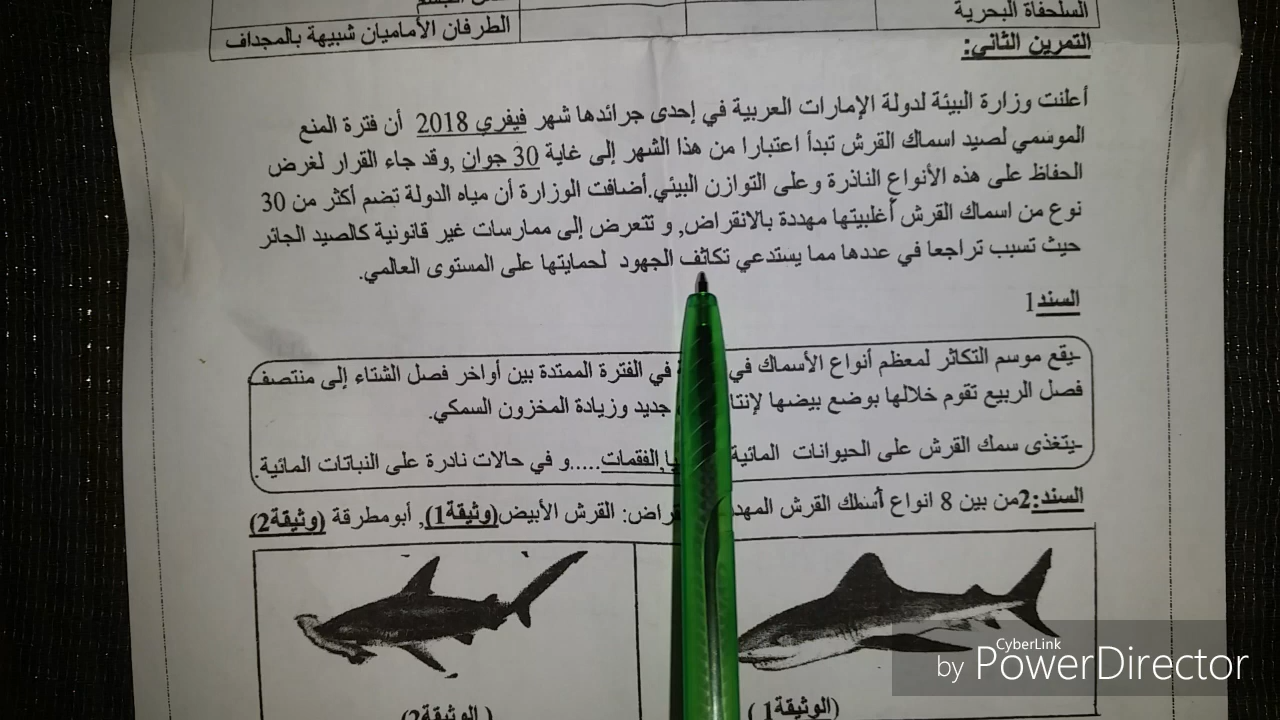 السلحفاة البحرية
الطرفان الأماميان شبيهة بالمجداف
التمرين الثاني:
أعلنت وزارة البيئة لدولة الإمارات العربية في إحدى جرائدها شهر فيفري 2018 أن فترة المنع
الموسمي لصيد اسماك القرش تبدأ اعتبارا من هذا الشهر إلى غاية 30 جوان ,وقد جاء القرار لغرض
الحفاظ على هذه الأنواع الناذرة وعلى التوازن البيئي.أضافت الوزارة أن مياه الدولة تضم أكثر من 30
نوع من اسماك القرش أغلبيتها مهددة بالانقراض, و تتعرض إلى ممارسات غير قانونية كالصيد الجائر
حيث تسبب تراجعا في عددها مما يستدعي تكاثف الجهود لحمايتها على المستوى العالمي.
السند1
-يقع موسم التكاثر لمعظم أنواع الأسماك في في الفترة الممتدة بين أواخر فصل الشتاء إلى منتصف
فصل الربيع تقوم خلالها بوضع بيضها جديد وزيادة المخزون السمكي.
-يتغذى سمك القرش على الحيوانات المائية ,الفقمات.....و في حالات نادرة على النباتات المائية.
السند2:من بين 8 انواع أسماك القرش القرش الأبيض(وثيقة1), أبومطرقة (وثيقة2)
(الوثيقة1)
(الوثيقة2)
CyberLink
by PowerDirector